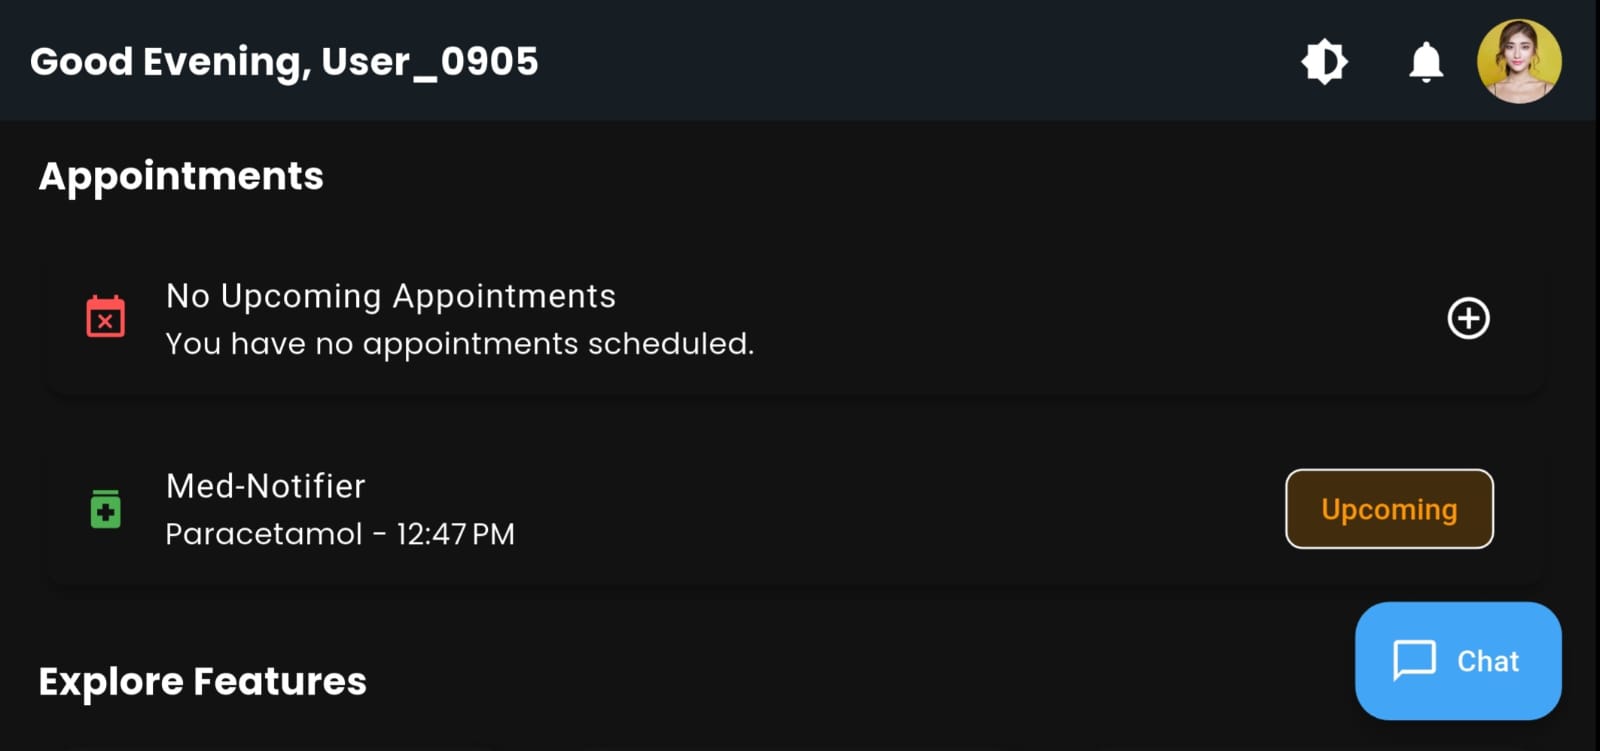 Good Evening, User_0905
Appointments
No Upcoming Appointments
You have no appointments scheduled.
Med-Notifier
Paracetamol - 12:47 PM
Upcoming
Chat
Explore Features